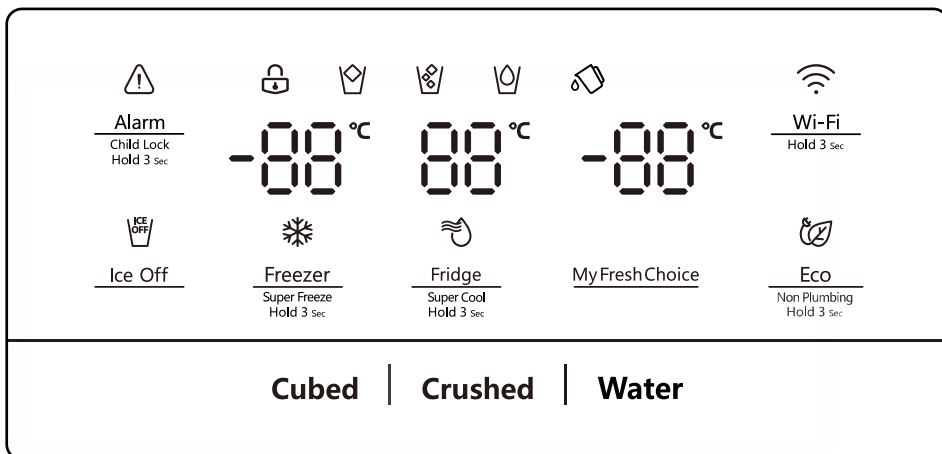 Alarm
Child Lock
Hold 3 Sec
-88°C
88°C
-88°C
Wi-Fi
Hold 3 Sec
ICE
OFF
Ice Off
Freezer
Super Freeze
Hold 3 Sec
Fridge
Super Cool
Hold 3 Sec
My Fresh Choice
Eco
Non Plumbing
Hold 3 Sec
Cubed | Crushed | Water